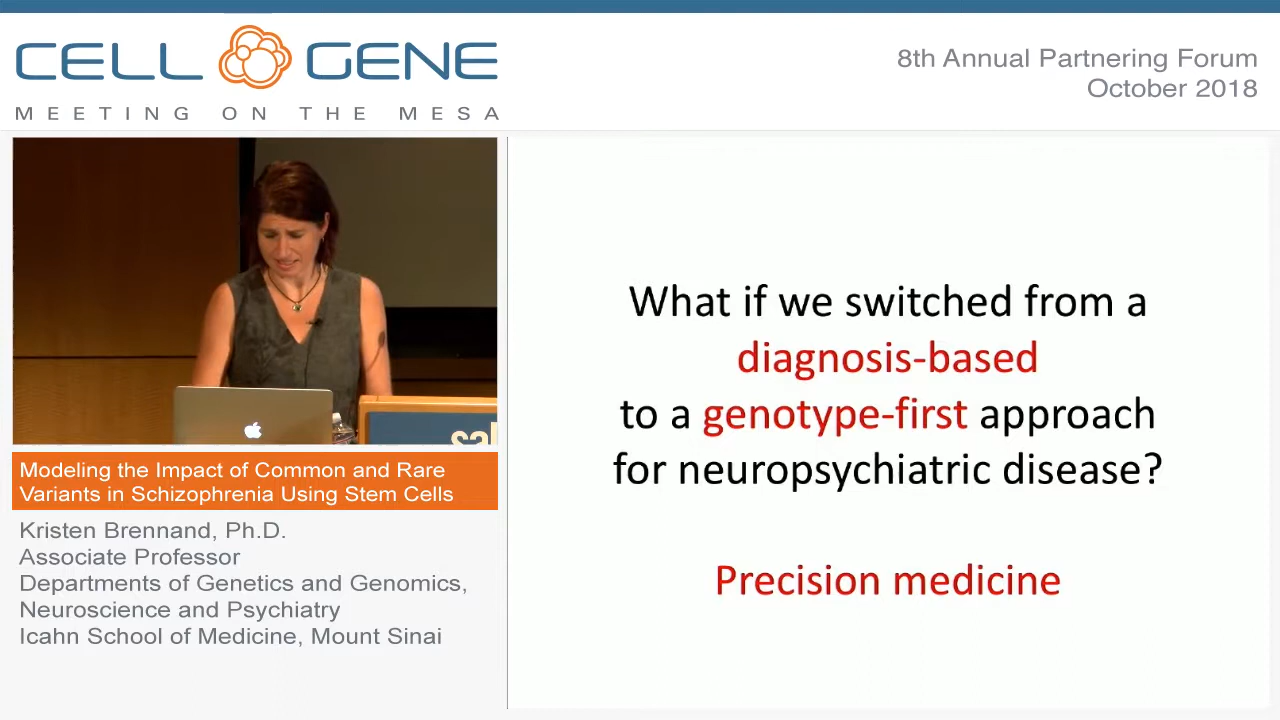 CELL GENE
MEETING ON THE MESA
8th Annual Partnering Forum
October 2018
sal
Modeling the Impact of Common and Rare
Variants in Schizophrenia Using Stem Cells
Kristen Brennand, Ph.D.
Associate Professor
Departments of Genetics and Genomics,
Neuroscience and Psychiatry
Icahn School of Medicine, Mount Sinai
What if we switched from a
diagnosis-based
to a genotype-first approach
for neuropsychiatric disease?
Precision medicine